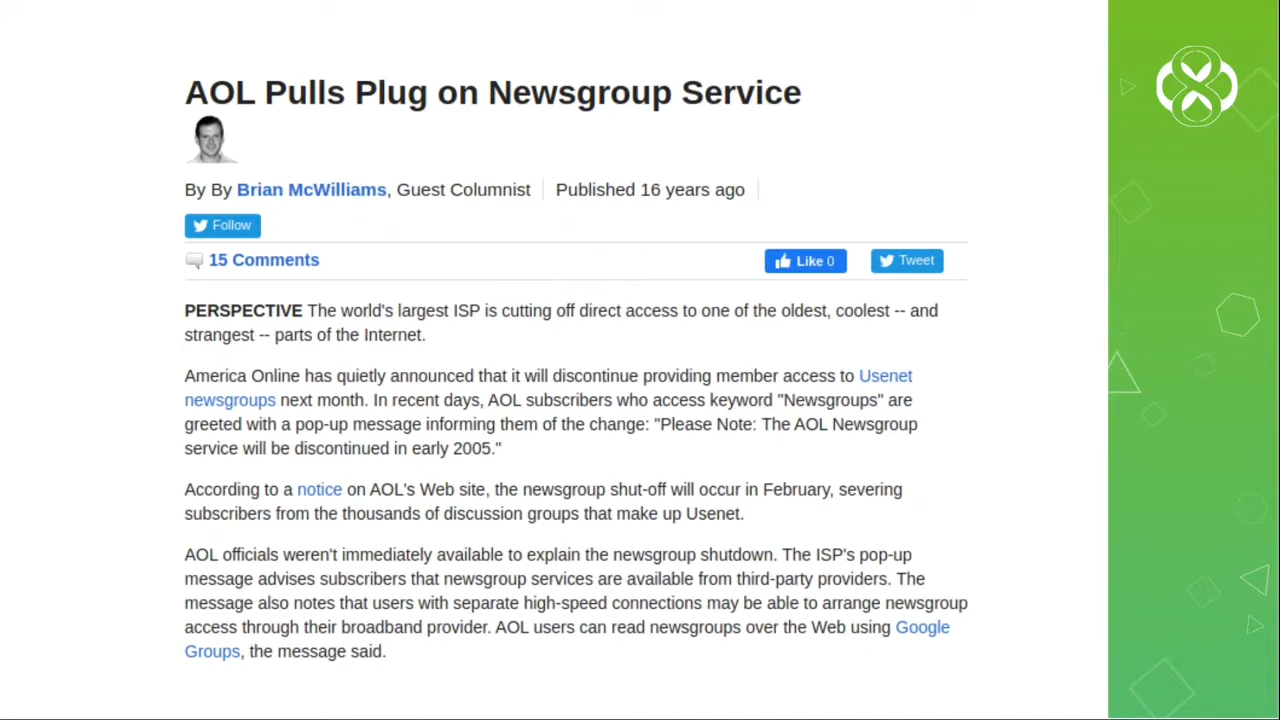 AOL Pulls Plug on Newsgroup Service
By By Brian McWilliams, Guest Columnist Published 16 years ago
Follow
15 Comments Like 0 Tweet
PERSPECTIVE The world's largest ISP is cutting off direct access to one of the oldest, coolest -- and
strangest -- parts of the Internet.
America Online has quietly announced that it will discontinue providing member access to Usenet
newsgroups next month. In recent days, AOL subscribers who access keyword "Newsgroups" are
greeted with a pop-up message informing them of the change: "Please Note: The AOL Newsgroup
service will be discontinued in early 2005."
According to a notice on AOL's Web site, the newsgroup shut-off will occur in February, severing
subscribers from the thousands of discussion groups that make up Usenet.
AOL officials weren't immediately available to explain the newsgroup shutdown. The ISP's pop-up
message advises subscribers that newsgroup services are available from third-party providers. The
message also notes that users with separate high-speed connections may be able to arrange newsgroup
access through their broadband provider. AOL users can read newsgroups over the Web using Google
Groups, the message said.